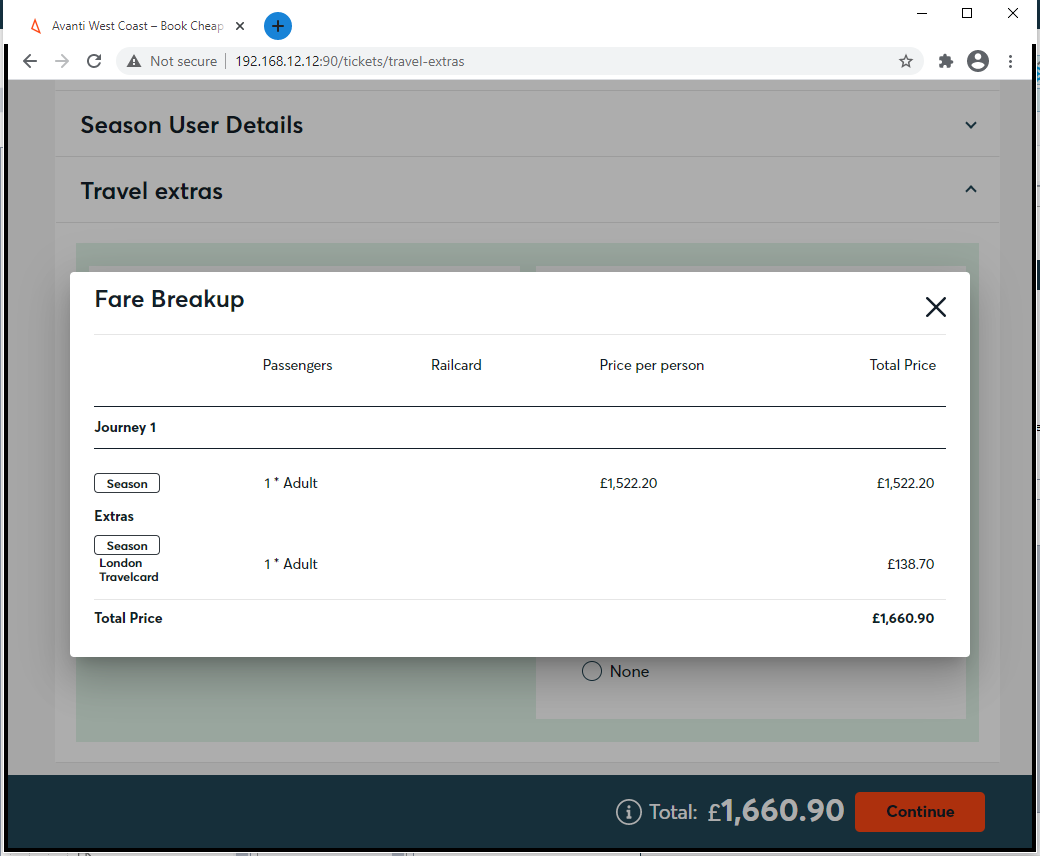 Avanti West Coast – Book Cheap
Not secure
192.168.12.12:90/tickets/travel-extras
Season User Details
Travel extras
Fare Breakup
Passengers Railcard Price per person Total Price
Journey 1
Season 1 * Adult £1,522.20 £1,522.20
Extras
Season
London
Travelcard
1 * Adult £138.70
Total Price £1,660.90
None
Total: £1,660.90 Continue